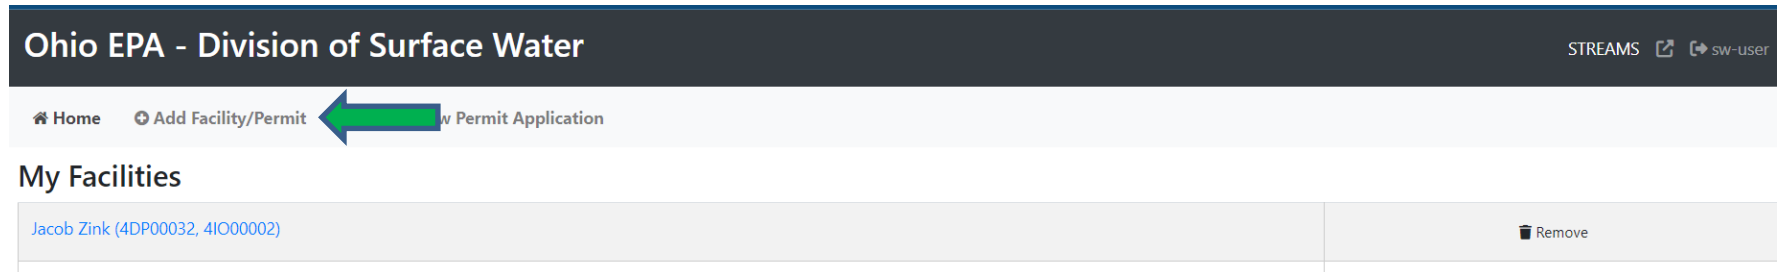 Ohio EPA - Division of Surface Water
STREAMS sw-user
Home Add Facility/Permit Permit Application
My Facilities
Jacob Zink (4DP00032, 4IO00002) Remove